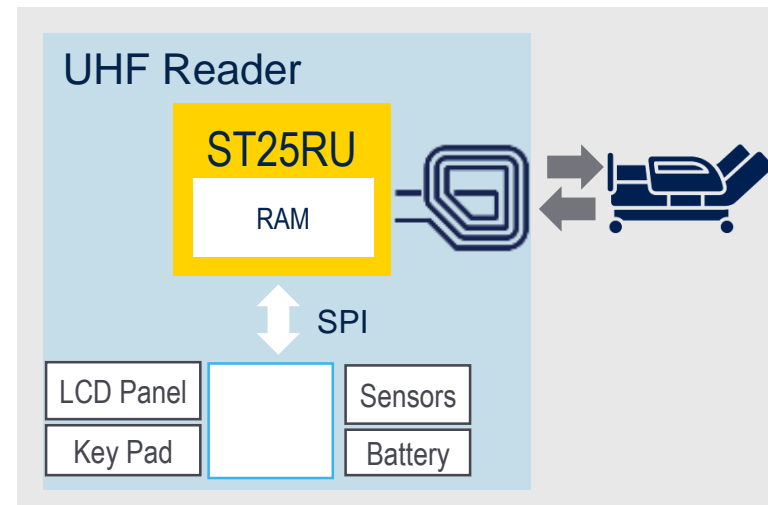 UHF Reader
ST25RU
RAM
SPI
LCD Panel
Sensors
Key Pad
Battery